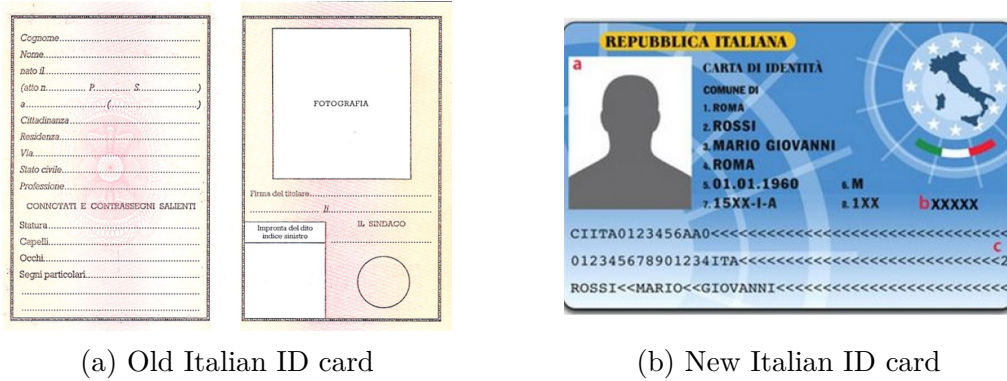 Cognome
Nome
nato il
(atto n. P. S. )
a ( )
Cittadinanza
Residenza
Via
Stato civile
Professione
CONNOTATI E CONTRASSEGNI SALIENTI
Statura
Capelli
Occhi
Segni particolari
FOTOGRAFIA
Firma del titolare
li
Impronta del dito
indice sinistro
IL SINDACO
(a) Old Italian ID card
REPUBBLICA ITALIANA
a
CARTA DI IDENTITÀ
COMUNE DI
1. ROMA
2. ROSSI
3. MARIO GIOVANNI
4. ROMA
5. 01.01.1960 6. M
7. 15XX-I-A 8. 1XX bXXXXX
CIITA0123456AA0<<<<<<<<<<<<<<<<<<<<<<<<<<<
c
012345678901234ITA<<<<<<<<<<<<<<<<<<<<<<<<<<2
ROSSI<<MARIO<<GIOVANNI<<<<<<<<<<<<<<<<<<<<<<
(b) New Italian ID card